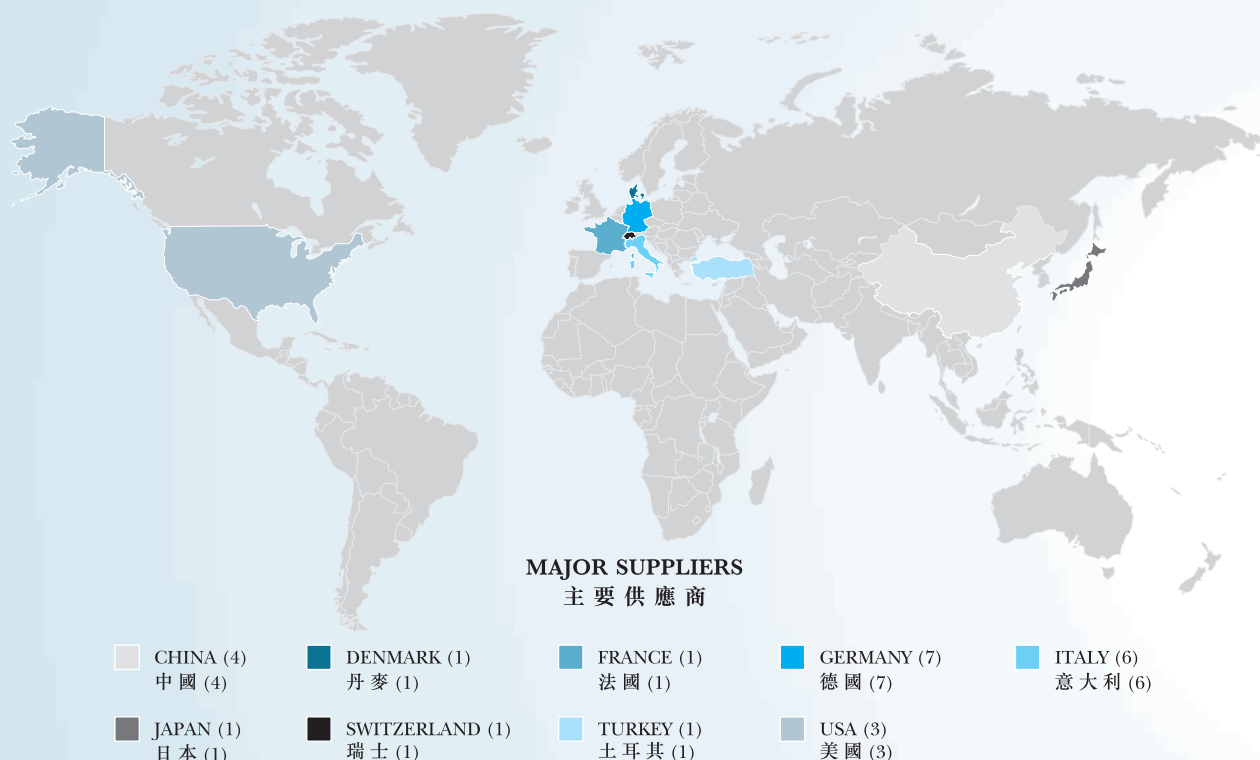 MAJOR SUPPLIERS
主要供應商
CHINA (4)
中國 (4)
DENMARK (1)
丹麥 (1)
FRANCE (1)
法國 (1)
GERMANY (7)
德國 (7)
ITALY (6)
意大利 (6)
JAPAN (1)
日本 (1)
SWITZERLAND (1)
瑞士 (1)
TURKEY (1)
土耳其 (1)
USA (3)
美國 (3)